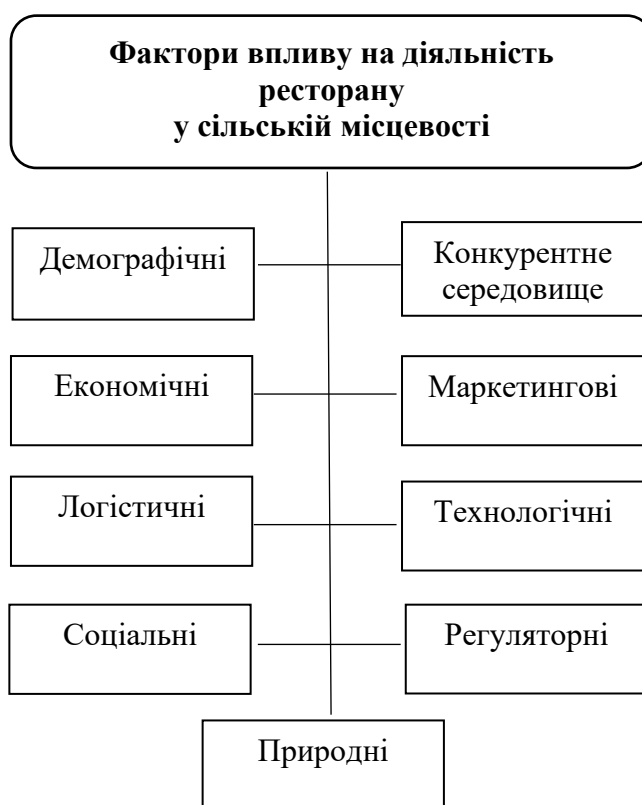 Фактори впливу на діяльність
ресторану
у сільській місцевості
Демографічні
Конкурентне
середовище
Економічні
Маркетингові
Логістичні
Технологічні
Соціальні
Регуляторні
Природні